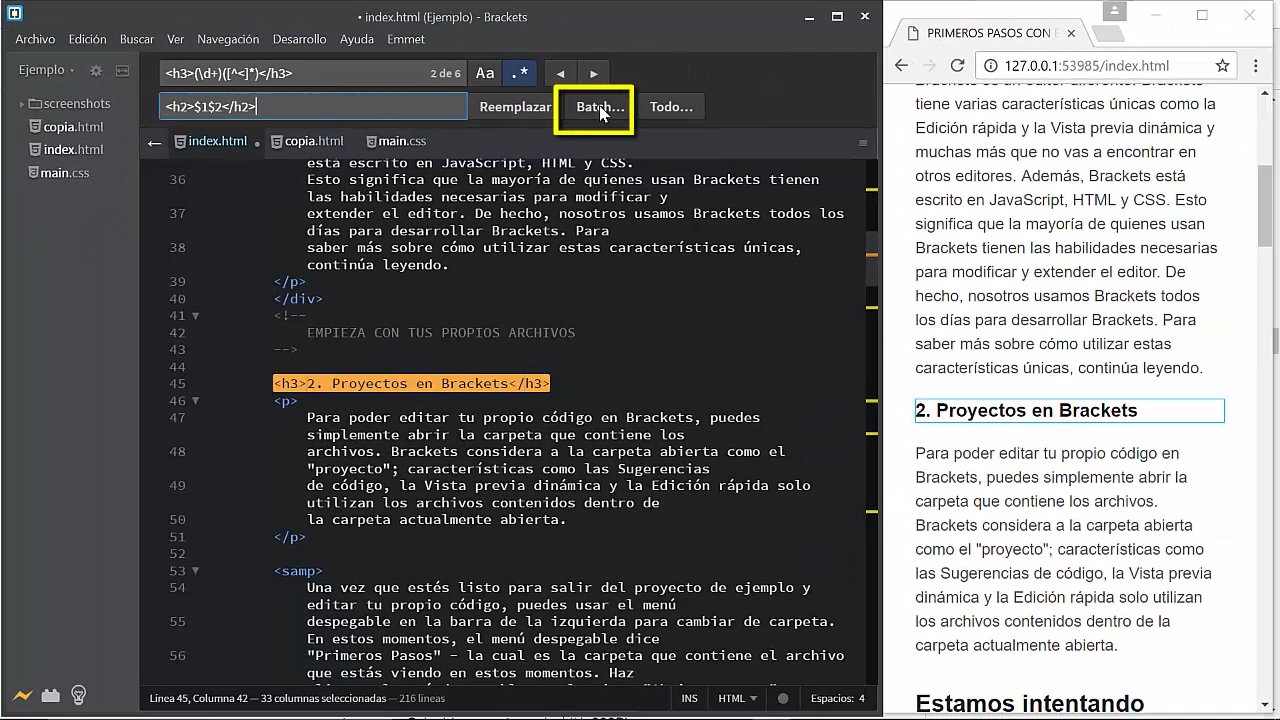 • index.html (Ejemplo) - Brackets
Archivo Edición Buscar Ver Navegación Desarrollo Ayuda Emmet
Ejemplo
<h3>(\d+)([^<]*)</h3>
2 de 6
Aa
.*
<h2>$1$2</h2>
Reemplazar
Batch...
Todo...
screenshots
copia.html
index.html
main.css
index.html •
copia.html
main.css
está escrito en JavaScript, HTML y CSS.
36 Esto significa que la mayoría de quienes usan Brackets tienen
las habilidades necesarias para modificar y
37 extender el editor. De hecho, nosotros usamos Brackets todos los
días para desarrollar Brackets. Para
38 saber más sobre cómo utilizar estas características únicas,
continúa leyendo.
39 </p>
40 </div>
41 <!--
42 EMPIEZA CON TUS PROPIOS ARCHIVOS
43 -->
44
45 <h3>2. Proyectos en Brackets</h3>
46 <p>
47 Para poder editar tu propio código en Brackets, puedes
simplemente abrir la carpeta que contiene los
48 archivos. Brackets considera a la carpeta abierta como el
"proyecto"; características como las Sugerencias
49 de código, la Vista previa dinámica y la Edición rápida solo
utilizan los archivos contenidos dentro de
50 la carpeta actualmente abierta.
51 </p>
52
53 <samp>
54 Una vez que estés listo para salir del proyecto de ejemplo y
editar tu propio código, puedes usar el menú
55 despegable en la barra de la izquierda para cambiar de carpeta.
En estos momentos, el menú despegable dice
56 "Primeros Pasos" - la cual es la carpeta que contiene el archivo
que estás viendo en estos momentos. Haz
Línea 45, Columna 42 — 33 columnas seleccionadas — 216 líneas
INS
HTML
Espacios: 4
PRIMEROS PASOS CON
127.0.0.1:53985/index.html
tiene varias características únicas como la
Edición rápida y la Vista previa dinámica y
muchas más que no vas a encontrar en
otros editores. Además, Brackets está
escrito en JavaScript, HTML y CSS. Esto
significa que la mayoría de quienes usan
Brackets tienen las habilidades necesarias
para modificar y extender el editor. De
hecho, nosotros usamos Brackets todos
los días para desarrollar Brackets. Para
saber más sobre cómo utilizar estas
características únicas, continúa leyendo.
2. Proyectos en Brackets
Para poder editar tu propio código en
Brackets, puedes simplemente abrir la
carpeta que contiene los archivos.
Brackets considera a la carpeta abierta
como el "proyecto"; características como
las Sugerencias de código, la Vista previa
dinámica y la Edición rápida solo utilizan
los archivos contenidos dentro de la
carpeta actualmente abierta.
Estamos intentando